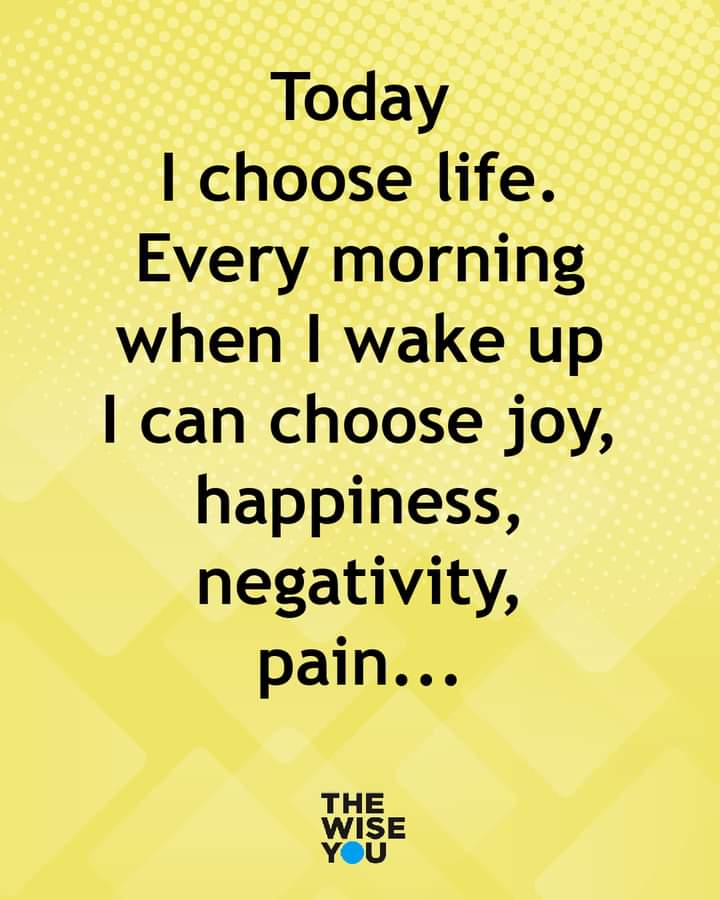 Today
I choose life.
Every morning
when I wake up
I can choose joy,
happiness,
negativity,
pain...
THE
WISE
YOU